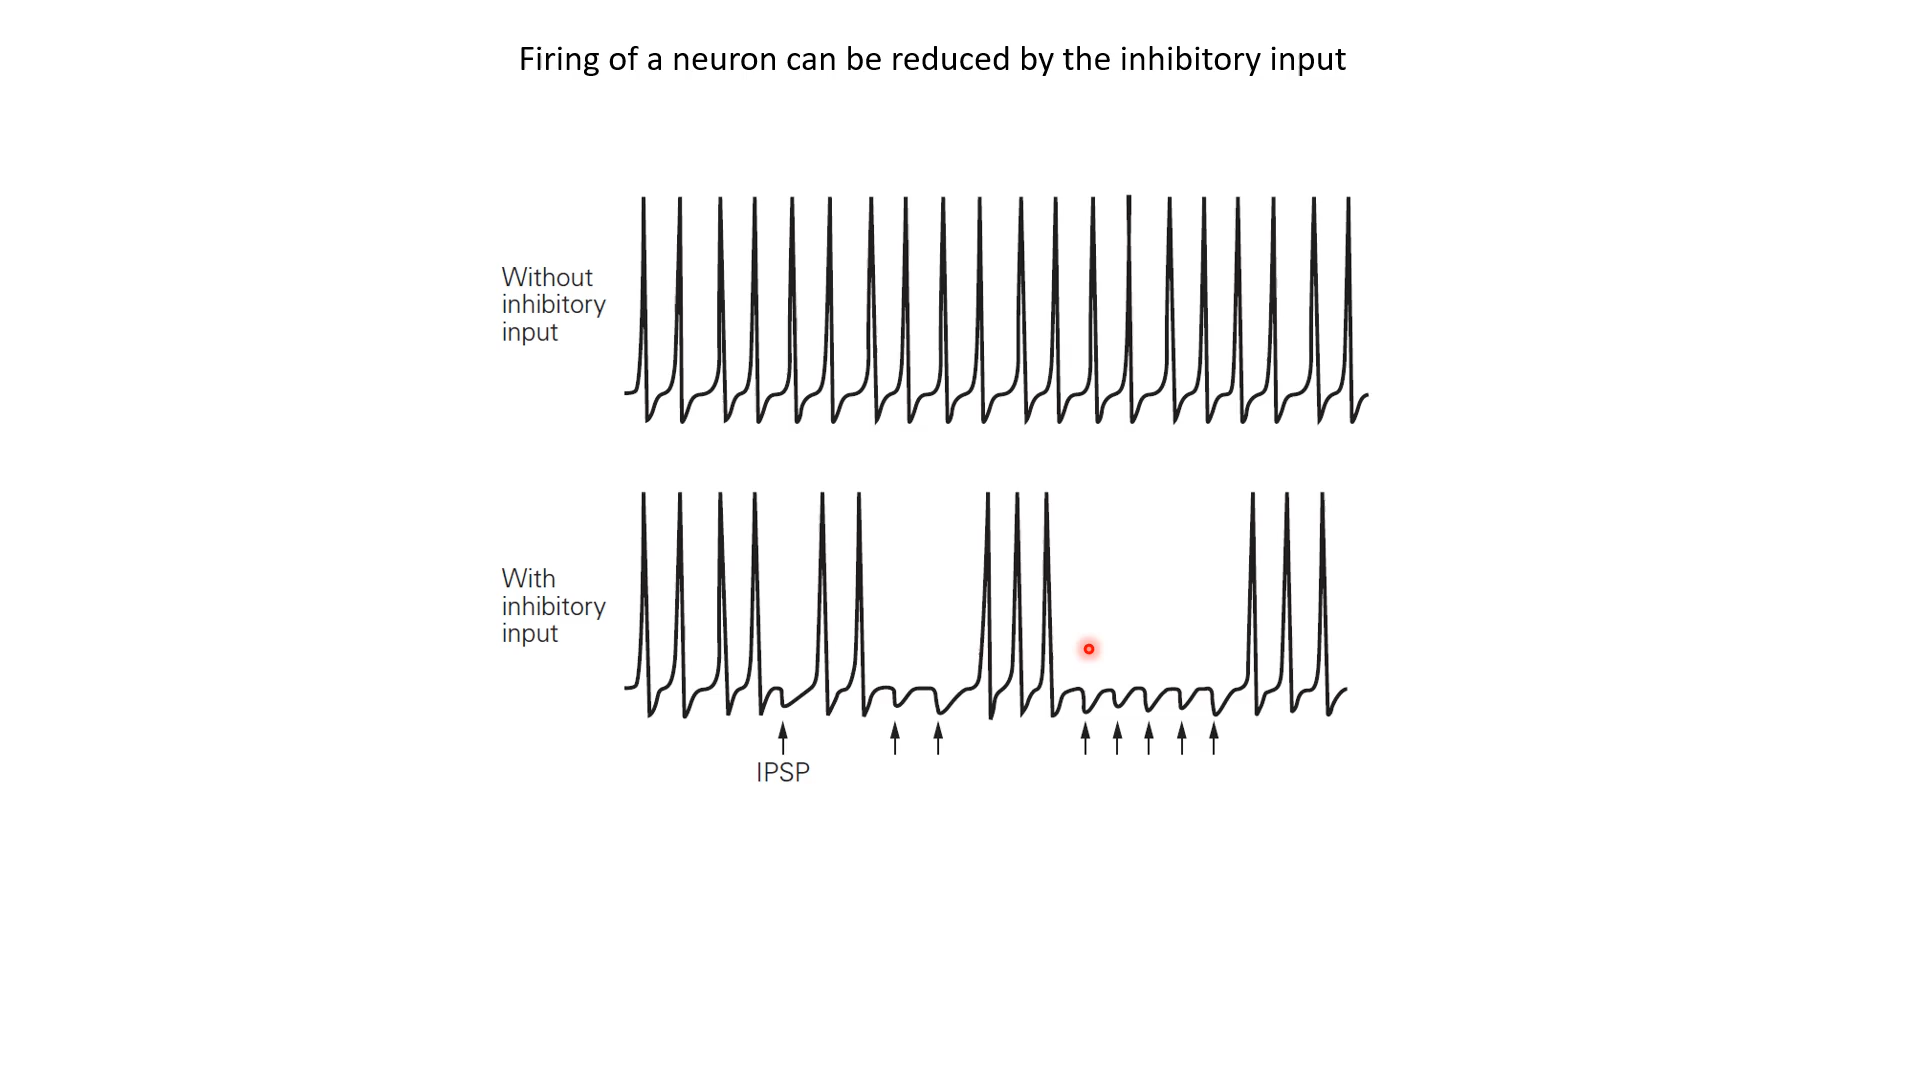 Firing of a neuron can be reduced by the inhibitory input
Without
inhibitory
input
With
inhibitory
input
IPSP